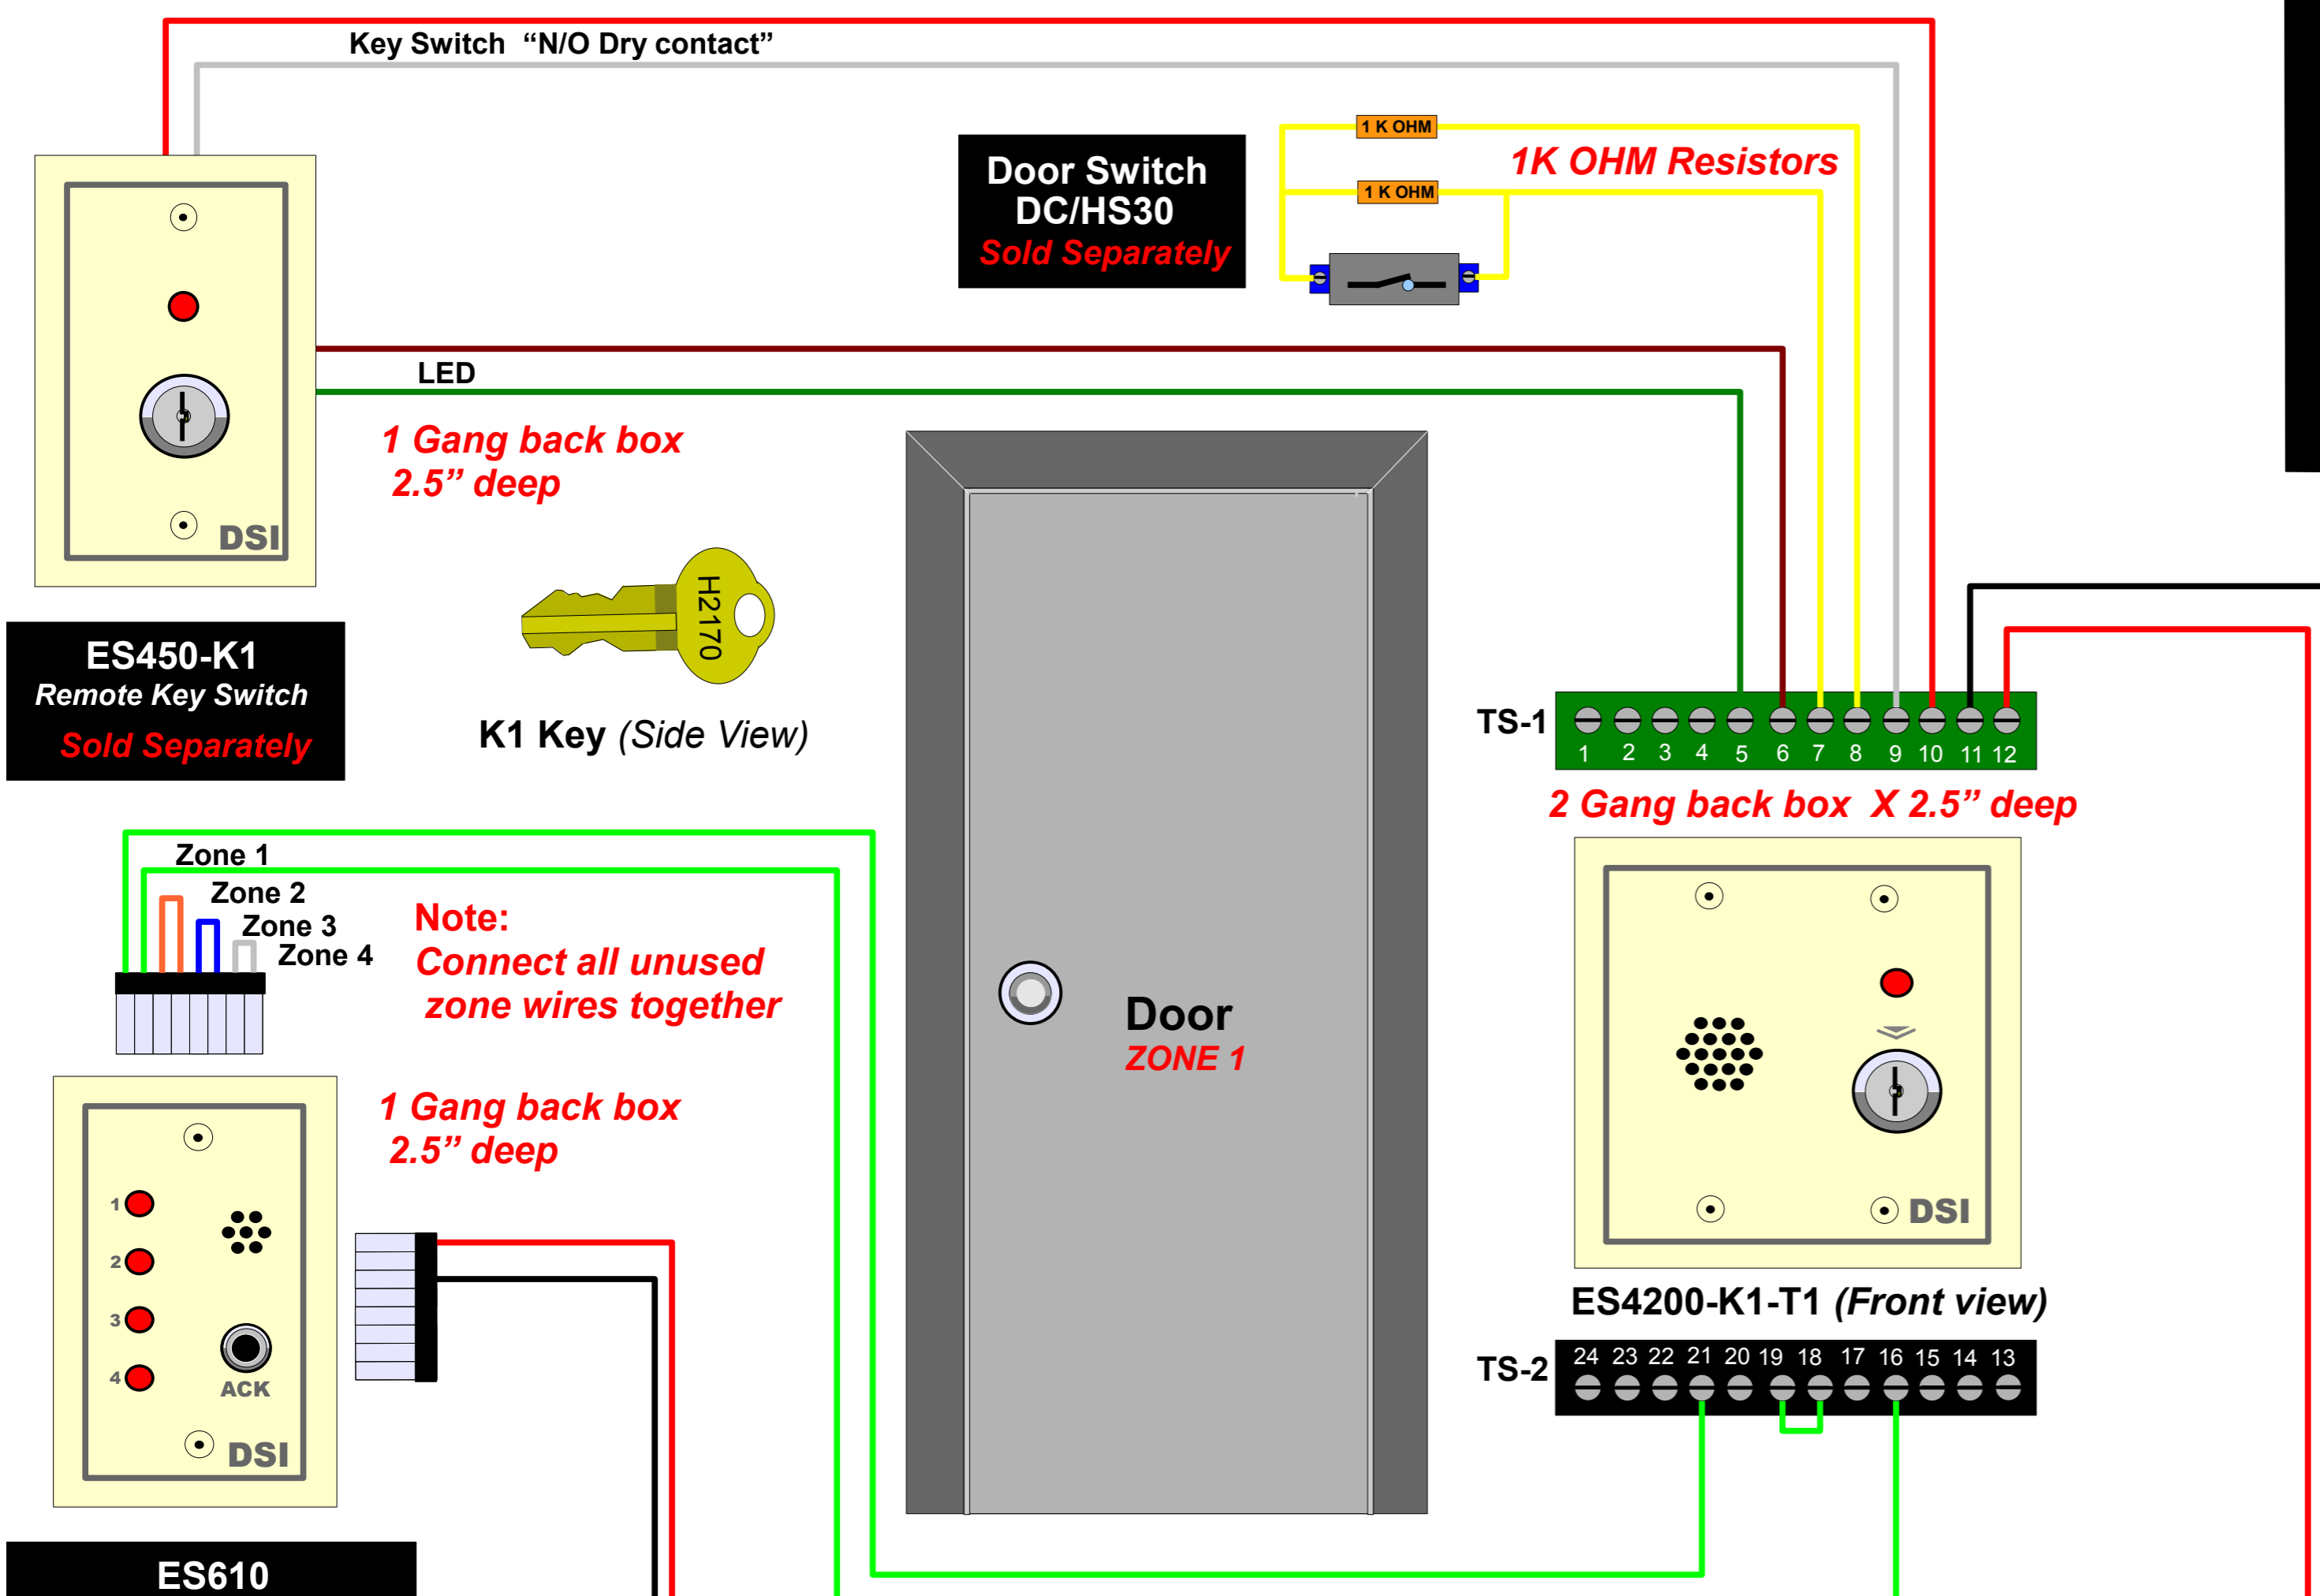 Key Switch “N/O Dry contact”
1 K OHM
1K OHM Resistors
1 K OHM
Door Switch
DC/HS30
Sold Separately
LED
1 Gang back box
2.5” deep
DSI
H2170
ES450-K1
Remote Key Switch
Sold Separately
K1 Key (Side View)
TS-1
1 2 3 4 5 6 7 8 9 10 11 12
2 Gang back box X 2.5” deep
Zone 1
Zone 2
Zone 3
Zone 4
Note:
Connect all unused
zone wires together
Door
ZONE 1
1 Gang back box
2.5” deep
1
2
3
4
ACK
DSI
DSI
ES4200-K1-T1 (Front view)
TS-2
24 23 22 21 20 19 18 17 16 15 14 13
ES610